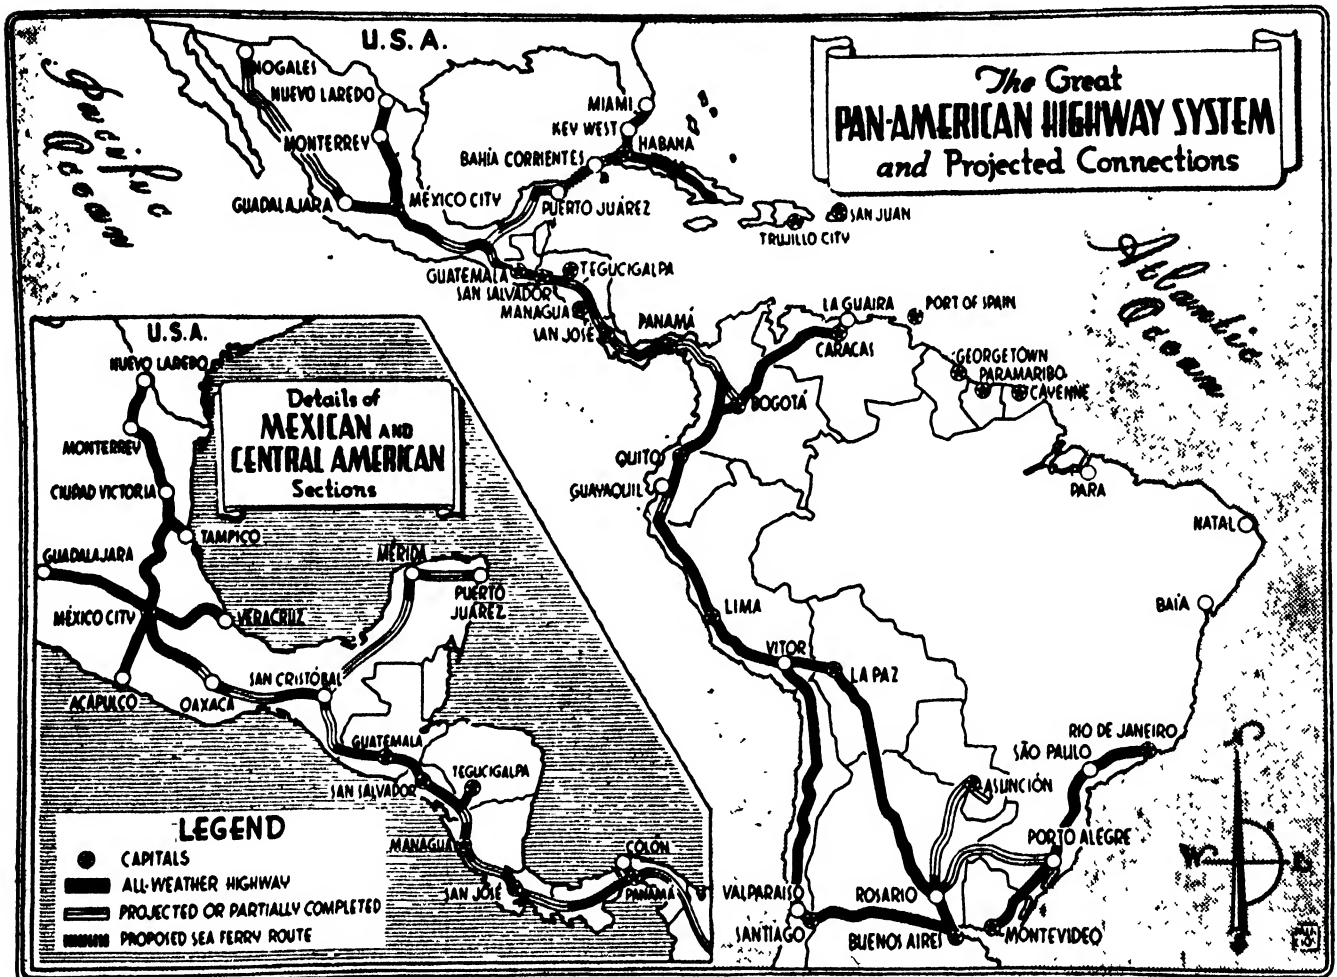 The Great
PAN-AMERICAN HIGHWAY SYSTEM
and Projected Connections
U.S.A.
Pacific
Ocean
Atlantic
Ocean
NOGALES
NUEVO LAREDO
MONTERREY
GUADALAJARA
MÉXICO CITY
MIAMI
KEY WEST
HABANA
BAHÍA CORRIENTES
PUERTO JUÁREZ
SAN JUAN
TRUJILLO CITY
GUATEMALA
TEGUCIGALPA
SAN SALVADOR
MANAGUA
SAN JOSÉ
PANAMÁ
LA GUAIRA
PORT OF SPAIN
CARACAS
GEORGETOWN
PARAMARIBO
CAYENNE
BOGOTÁ
QUITO
GUAYAQUIL
PARA
NATAL
BAÍA
LIMA
VITOR
LA PAZ
RIO DE JANEIRO
SÃO PAULO
ASUNCIÓN
PORTO ALEGRE
VALPARAISO
ROSARIO
SANTIAGO
BUENOS AIRES
MONTEVIDEO
W
E
U.S.A.
Details of
MEXICAN AND
CENTRAL AMERICAN
Sections
NUEVO LAREDO
MONTERREY
CIUDAD VICTORIA
TAMPICO
GUADALAJARA
MÉRIDA
PUERTO
JUÁREZ
MÉXICO CITY
VERACRUZ
SAN CRISTÓBAL
ACAPULCO
OAXACA
GUATEMALA
TEGUCIGALPA
SAN SALVADOR
MANAGUA
COLÓN
SAN JOSÉ
PANAMÁ
LEGEND
CAPITALS
ALL-WEATHER HIGHWAY
PROJECTED OR PARTIALLY COMPLETED
PROPOSED SEA FERRY ROUTE